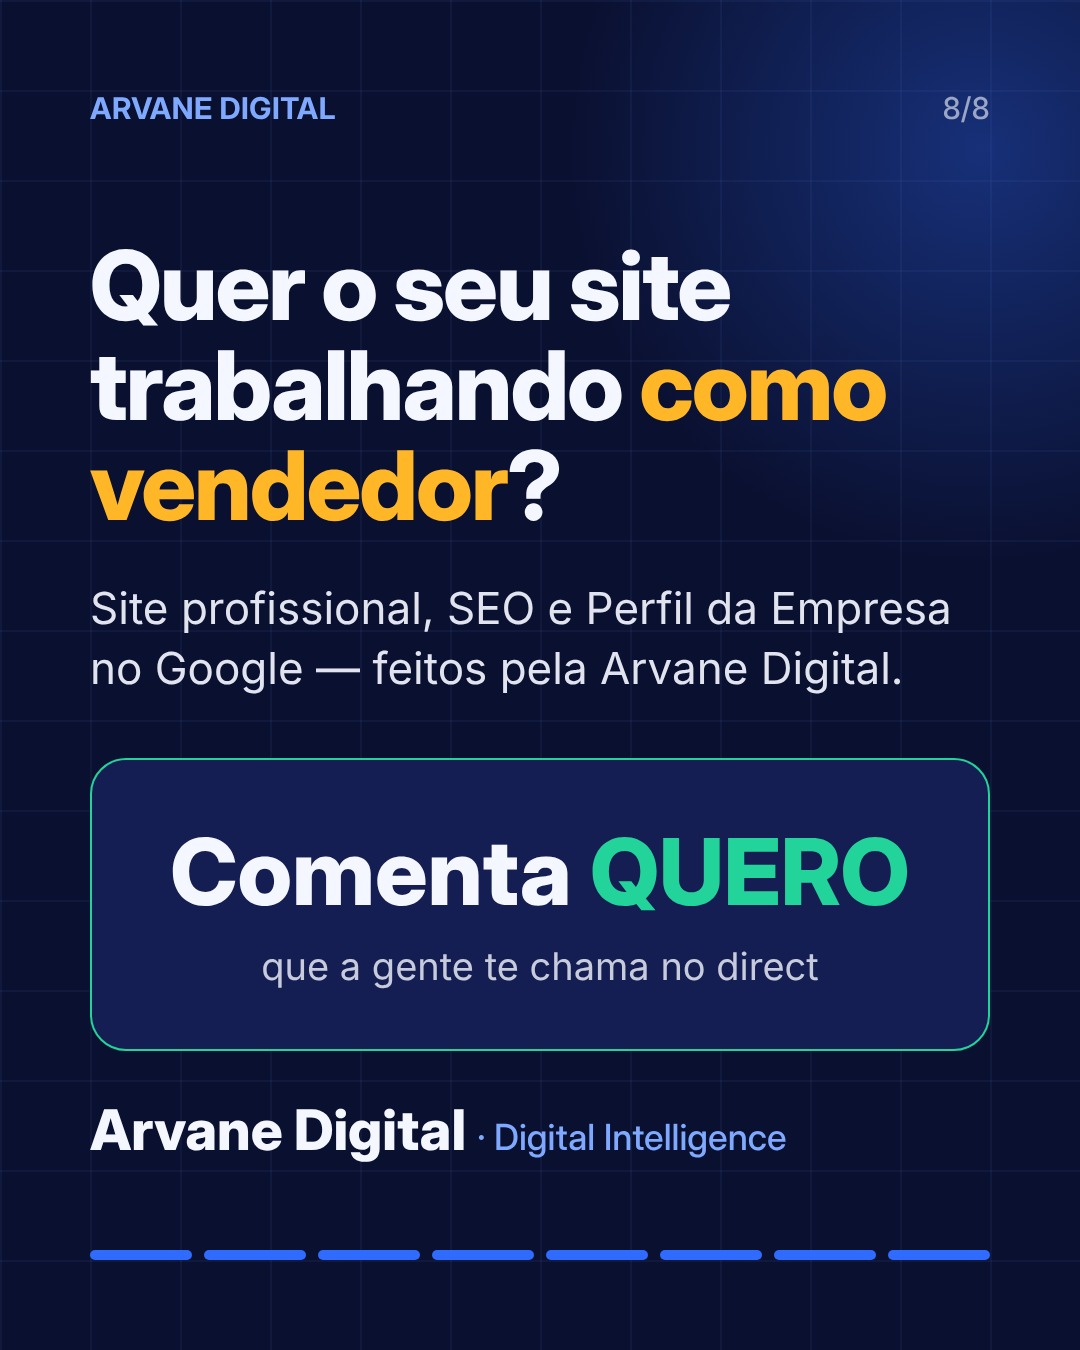 ARVANE DIGITAL
8/8
Quer o seu site
trabalhando como
vendedor?
Site profissional, SEO e Perfil da Empresa
no Google — feitos pela Arvane Digital.
Comenta QUERO
que a gente te chama no direct
Arvane Digital · Digital Intelligence